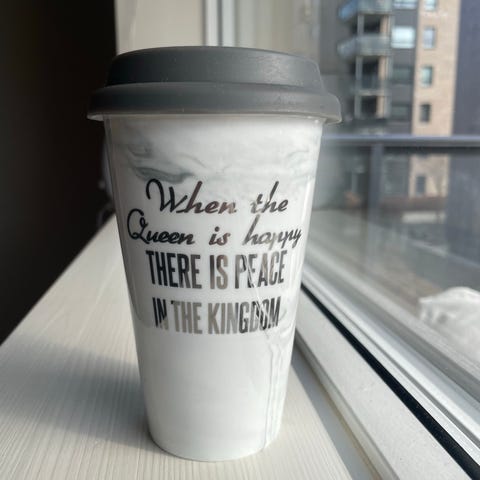 When the
Queen is happy
THERE IS PEACE
IN THE KINGDOM